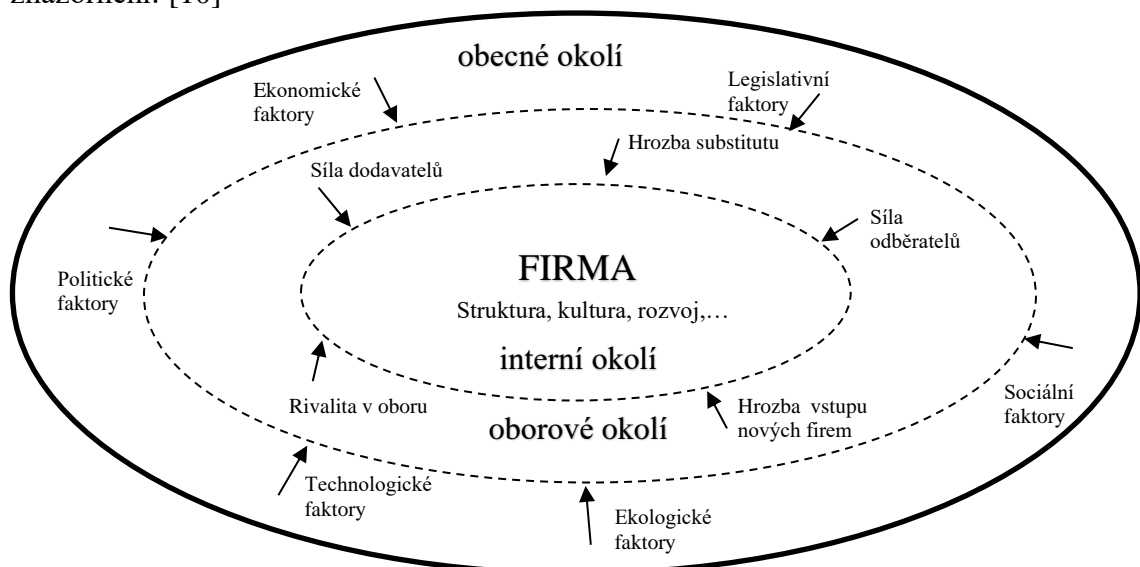 znázornění. [10]
obecné okolí
Ekonomické
faktory
Legislativní
faktory
Hrozba substitutu
Síla dodavatelů
Síla
odběratelů
FIRMA
Politické
faktory
Struktura, kultura, rozvoj,…
interní okolí
Sociální
faktory
Rivalita v oboru
Hrozba vstupu
nových firem
oborové okolí
Technologické
faktory
Ekologické
faktory